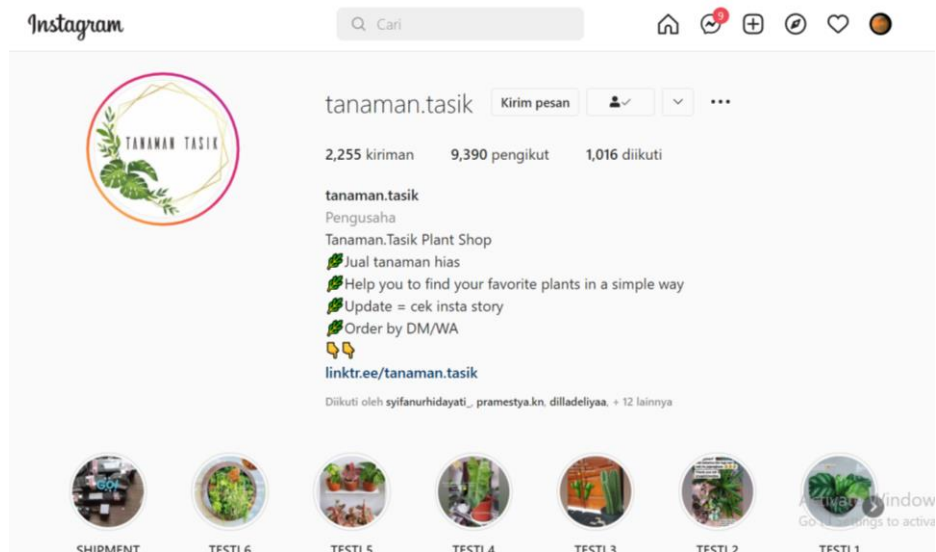 Instagram
Cari
9
TANAMAN TASIK
tanaman.tasik Kirim pesan
2,255 kiriman 9,390 pengikut 1,016 diikuti
tanaman.tasik
Pengusaha
Tanaman.Tasik Plant Shop
Jual tanaman hias
Help you to find your favorite plants in a simple way
Update = cek insta story
Order by DM/WA
linktr.ee/tanaman.tasik
Diikuti oleh syifanurhidayati_, pramestya.kn, dilladeliyaa, + 12 lainnya
GO!
SHIPMENT TESTI 6 TESTI 5 TESTI 4 TESTI 3 TESTI 2 TESTI 1